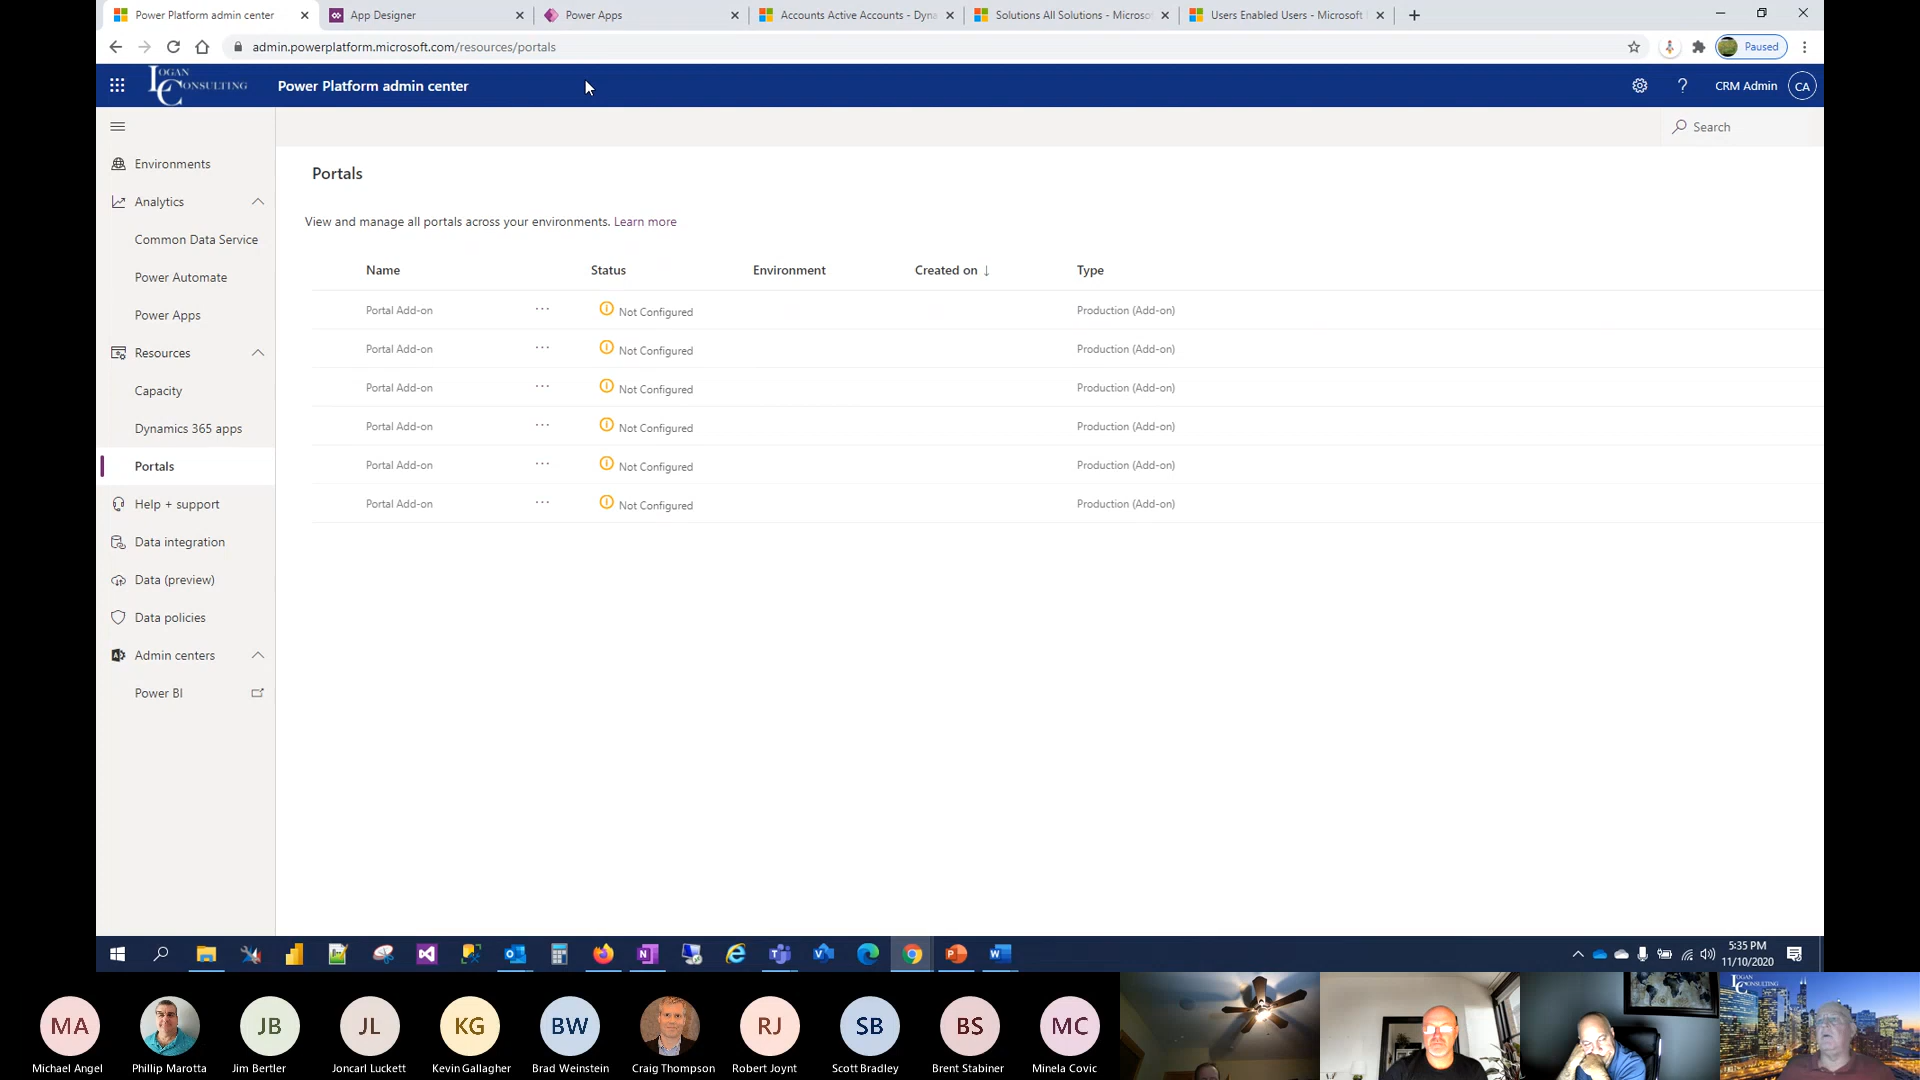 Power Platform admin center
App Designer
Power Apps
Accounts Active Accounts - Dyna
Solutions All Solutions - Microso
Users Enabled Users - Microsoft
admin.powerplatform.microsoft.com/resources/portals
Paused
LOGAN
CONSULTING
Power Platform admin center
CRM Admin
CA
Search
Environments
Analytics
Common Data Service
Power Automate
Power Apps
Resources
Capacity
Dynamics 365 apps
Portals
Help + support
Data integration
Data (preview)
Data policies
Admin centers
Power BI
Portals
View and manage all portals across your environments. Learn more
Name Status Environment Created on ↓ Type
Portal Add-on ... Not Configured Production (Add-on)
Portal Add-on ... Not Configured Production (Add-on)
Portal Add-on ... Not Configured Production (Add-on)
Portal Add-on ... Not Configured Production (Add-on)
Portal Add-on ... Not Configured Production (Add-on)
Portal Add-on ... Not Configured Production (Add-on)
5:35 PM
11/10/2020
MA JB JL KG BW RJ SB BS MC
Michael Angel Phillip Marotta Jim Bertler Joncarl Luckett Kevin Gallagher Brad Weinstein Craig Thompson Robert Joynt Scott Bradley Brent Stabiner Minela Covic
LOGAN
CONSULTING